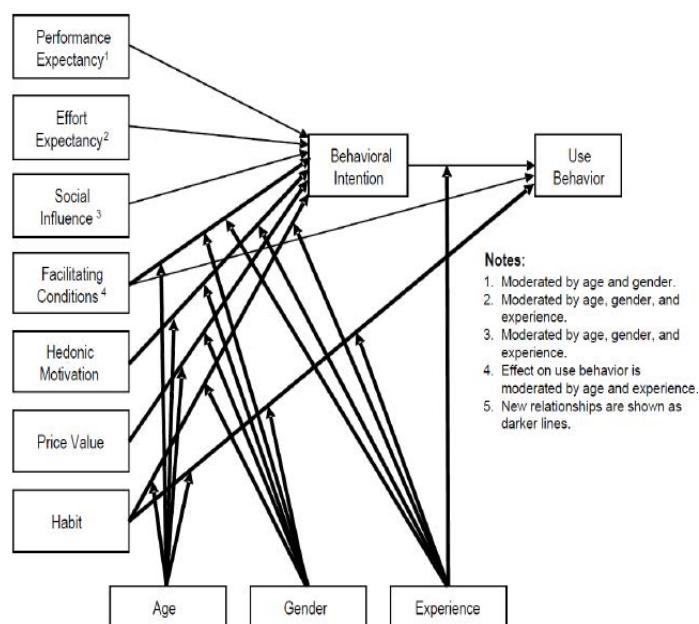 Performance
Expectancy¹
Effort
Expectancy²
Social
Influence ³
Facilitating
Conditions ⁴
Hedonic
Motivation
Price Value
Habit
Behavioral
Intention
Use
Behavior
Notes:
1. Moderated by age and gender.
2. Moderated by age, gender, and
experience.
3. Moderated by age, gender, and
experience.
4. Effect on use behavior is
moderated by age and experience.
5. New relationships are shown as
darker lines.
Age
Gender
Experience